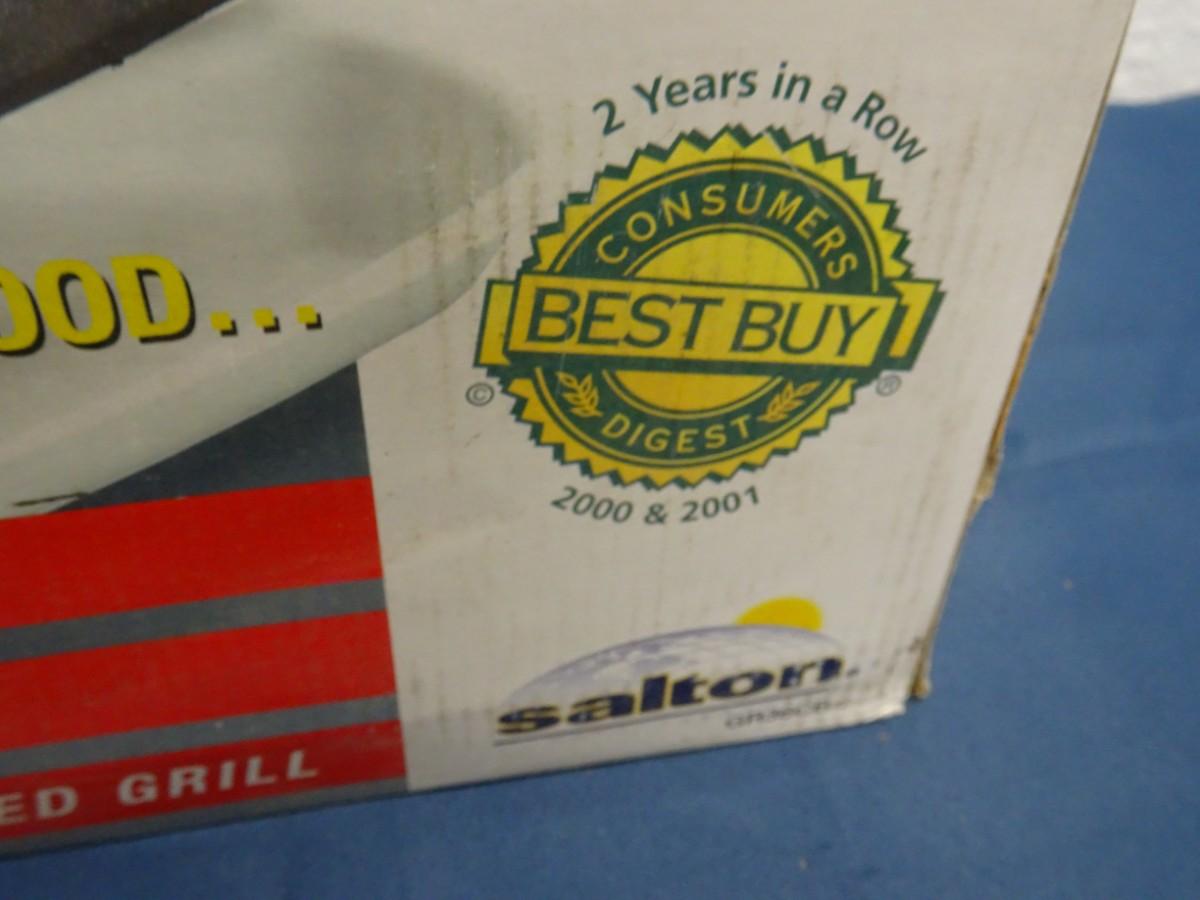 2 Years in a Row
CONSUMERS
BEST BUY
DIGEST
© ®
2000 & 2001
OOD...
salton.
ED GRILL